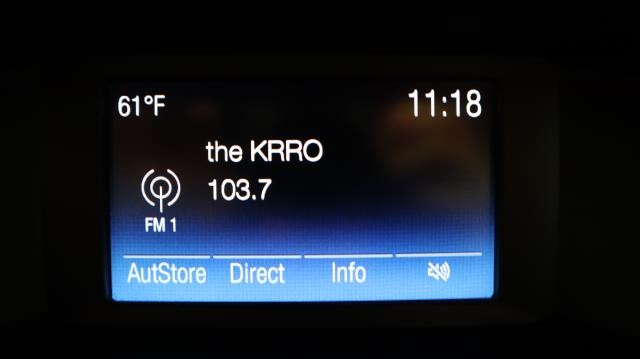 61°F 11:18
the KRRO
103.7
FM 1
AutStore Direct Info